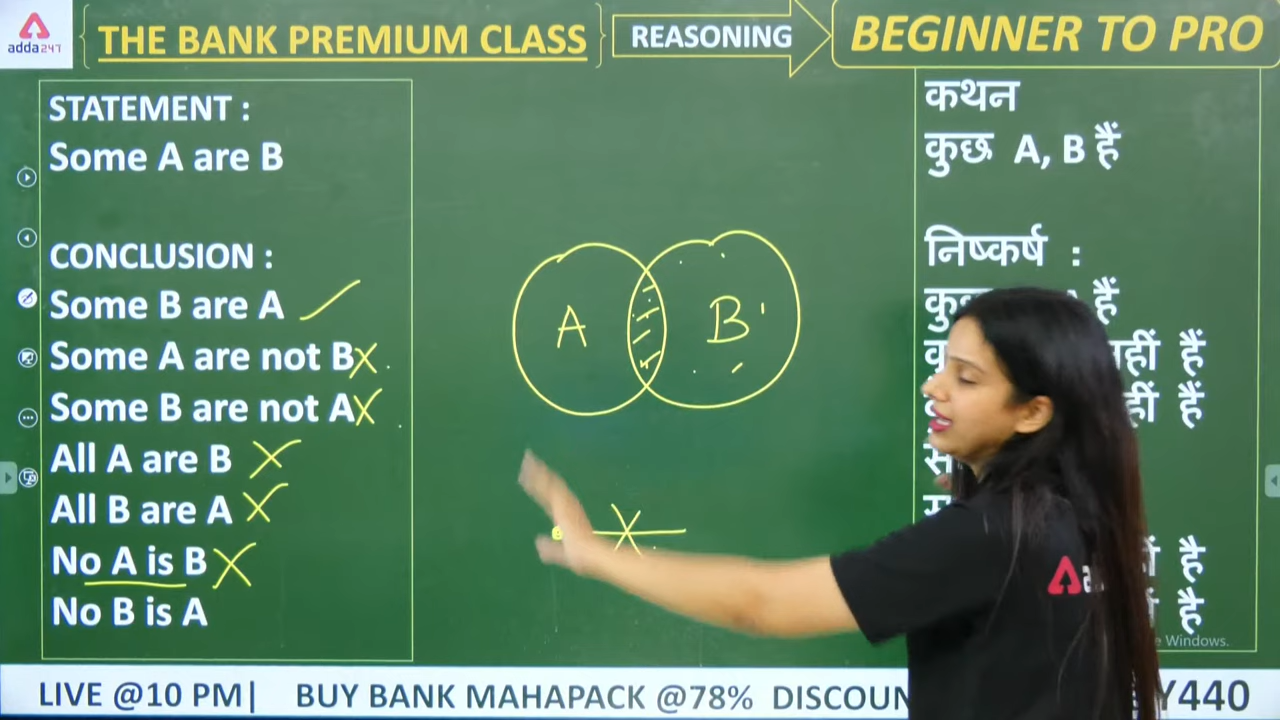 adda247
THE BANK PREMIUM CLASS
REASONING
BEGINNER TO PRO
STATEMENT :
Some A are B
CONCLUSION :
Some B are A
Some A are not B
Some B are not A
All A are B
All B are A
No A is B
No B is A
A
B
कथन
कुछ A, B हैं
निष्कर्ष :
हैं
नहीं है
है
है
है
Windows.
LIVE @10 PM| BUY BANK MAHAPACK @78% DISCOUN
Y440